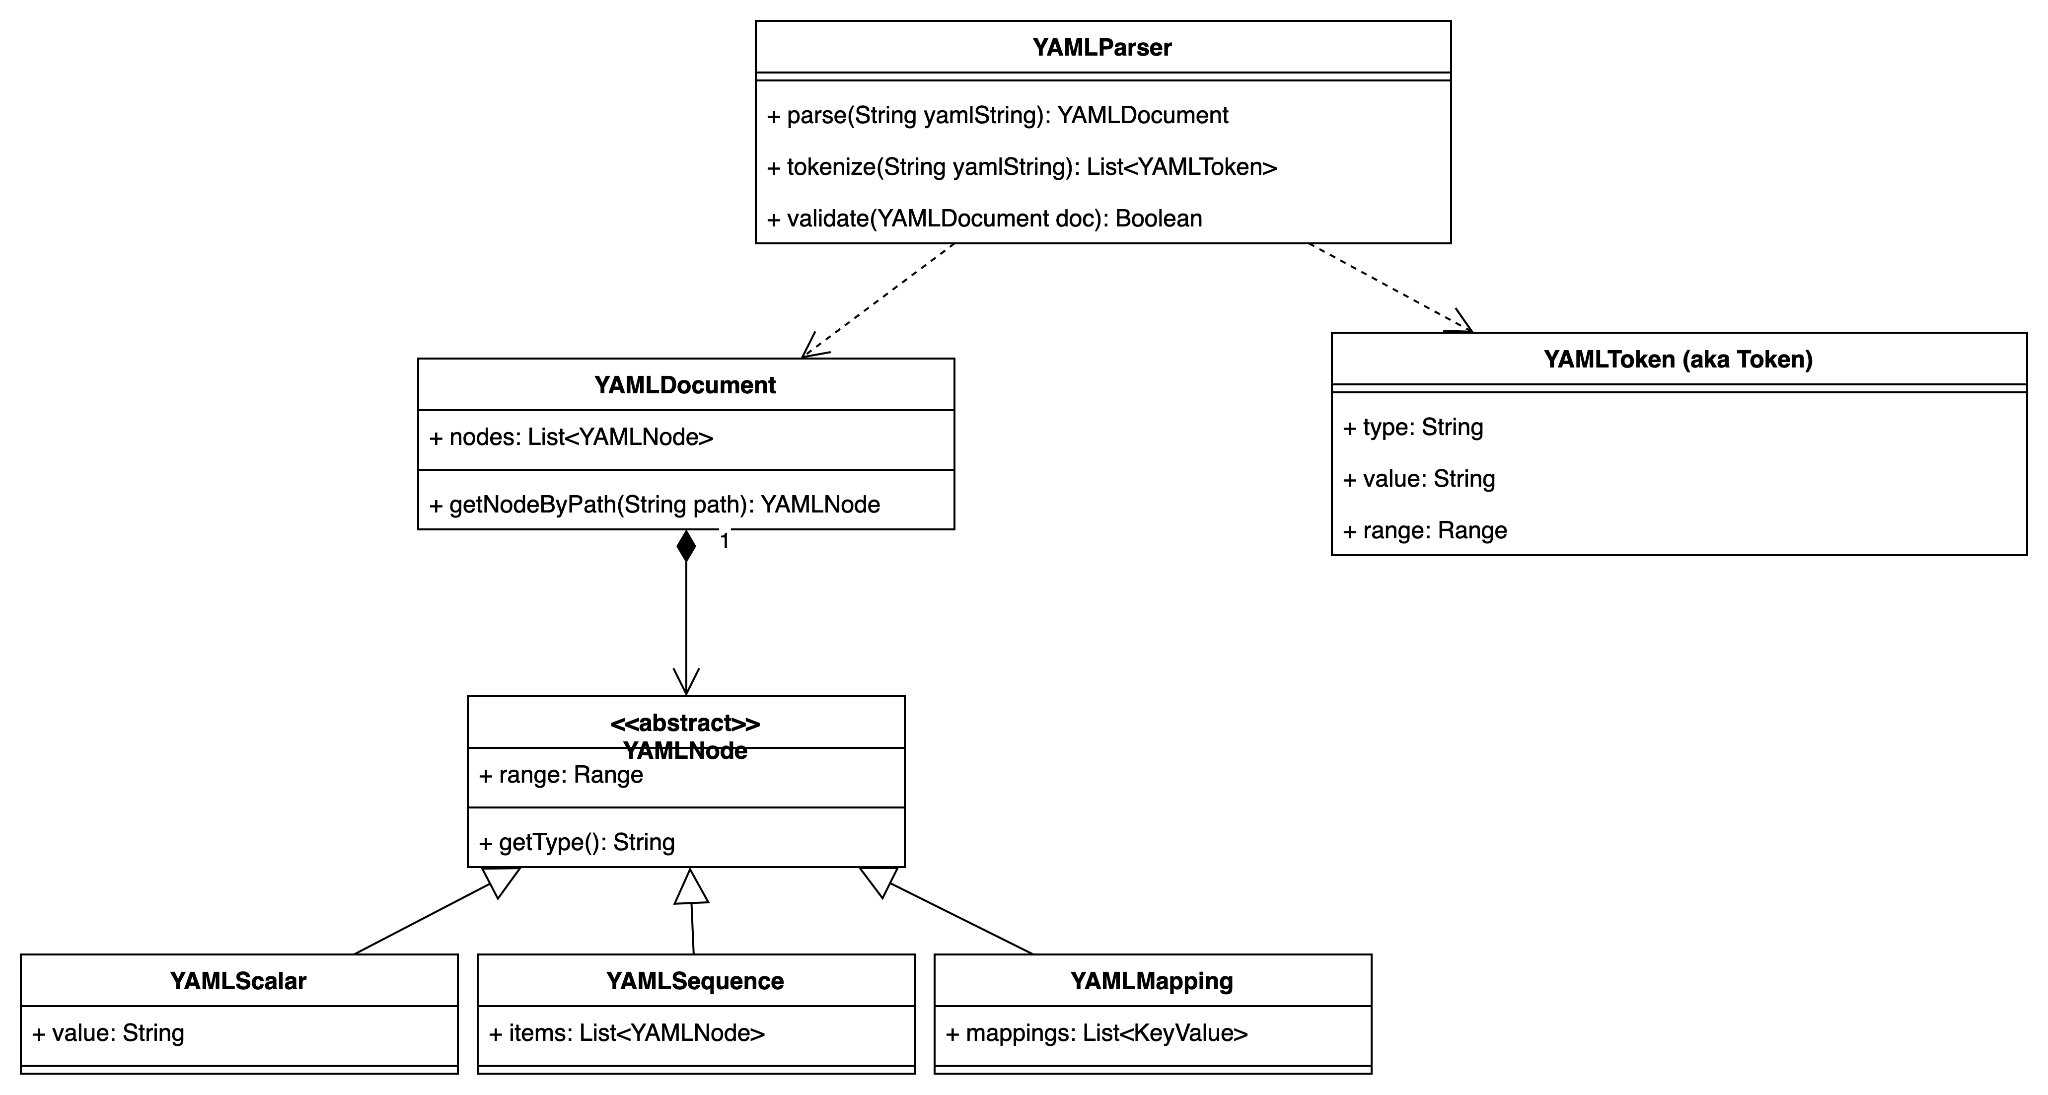 YAMLParser
+ parse(String yamlString): YAMLDocument
+ tokenize(String yamlString): List<YAMLToken>
+ validate(YAMLDocument doc): Boolean
YAMLDocument
+ nodes: List<YAMLNode>
+ getNodeByPath(String path): YAMLNode
1
YAMLToken (aka Token)
+ type: String
+ value: String
+ range: Range
<<abstract>>
YAMLNode
+ range: Range
+ getType(): String
YAMLScalar
+ value: String
YAMLSequence
+ items: List<YAMLNode>
YAMLMapping
+ mappings: List<KeyValue>